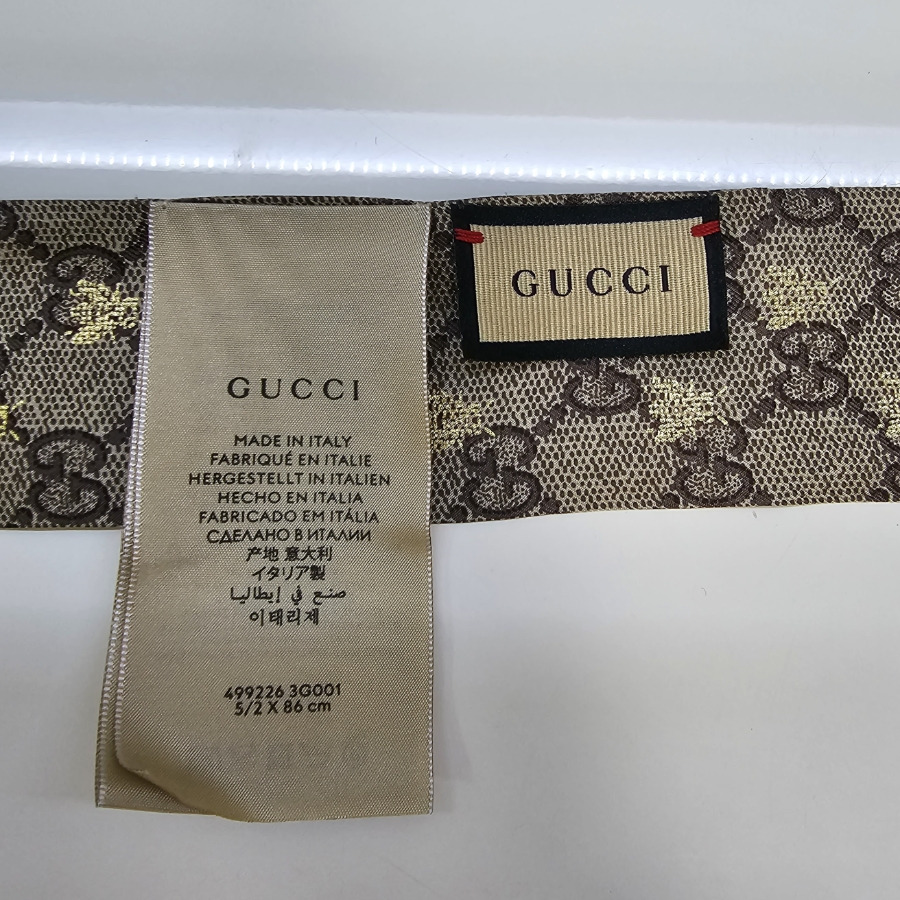 GUCCI
GUCCI
MADE IN ITALY
FABRIQUÉ EN ITALIE
HERGESTELLT IN ITALIEN
HECHO EN ITALIA
FABRICADO EM ITÁLIA
СДЕЛАНО В ИТАЛИИ
产地 意大利
イタリア製
صنع في إيطاليا
이태리제
499226 3G001
5/2 X 86 cm